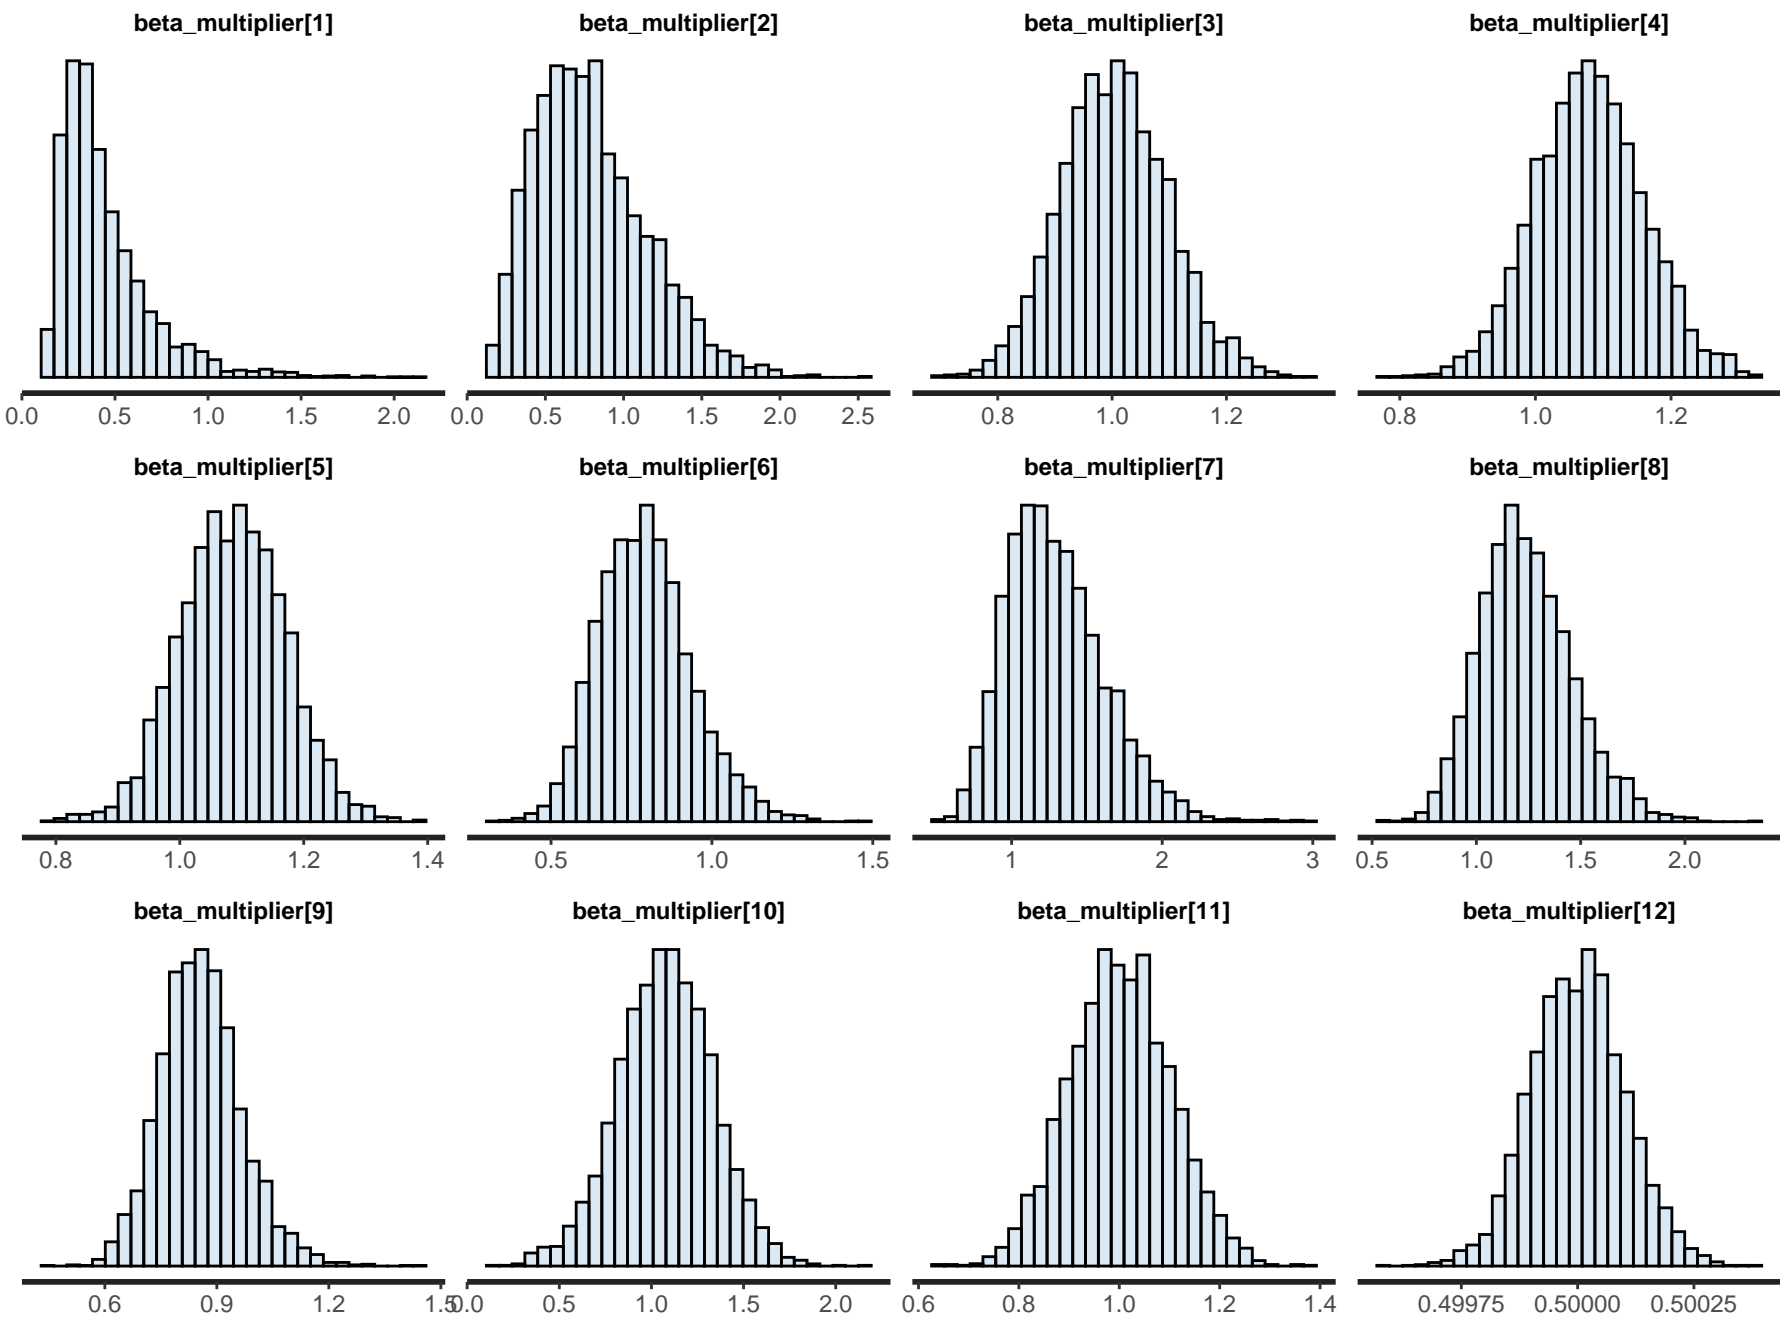 beta_multiplier[1] beta_multiplier[2] beta_multiplier[3] beta_multiplier[4]
0.0 0.5 1.0 1.5 2.0 0.0 0.5 1.0 1.5 2.0 2.5 0.8 1.0 1.2 0.8 1.0 1.2
beta_multiplier[5] beta_multiplier[6] beta_multiplier[7] beta_multiplier[8]
0.8 1.0 1.2 1.4 0.5 1.0 1.5 1 2 3 0.5 1.0 1.5 2.0
beta_multiplier[9] beta_multiplier[10] beta_multiplier[11] beta_multiplier[12]
0.6 0.9 1.2 1.5 0.0 0.5 1.0 1.5 2.0 0.6 0.8 1.0 1.2 1.4 0.49975 0.50000 0.50025